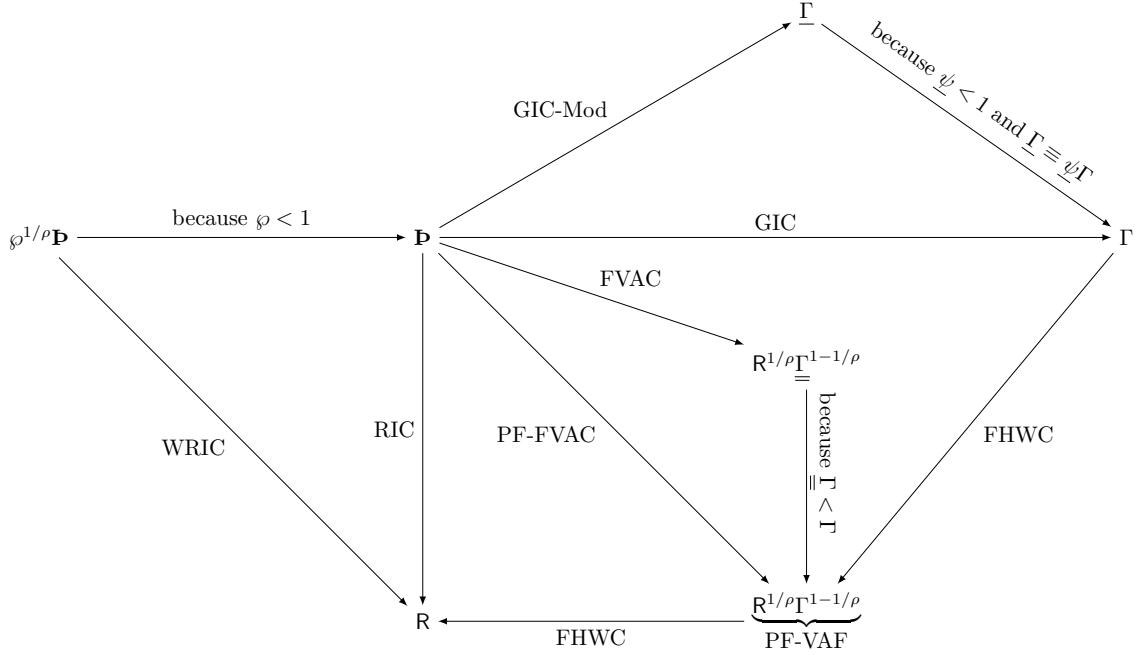 Γ̲
because ψ̲ < 1 and Γ̲ ≡ ψ̲Γ
GIC-Mod
℘^{1/ρ}Þ
because ℘ < 1
Þ
GIC
Γ
FVAC
R^{1/ρ}Γ̳^{1−1/ρ}
because Γ̳ < Γ
WRIC
RIC
PF-FVAC
FHWC
R
FHWC
R^{1/ρ}Γ^{1−1/ρ}
PF-VAF